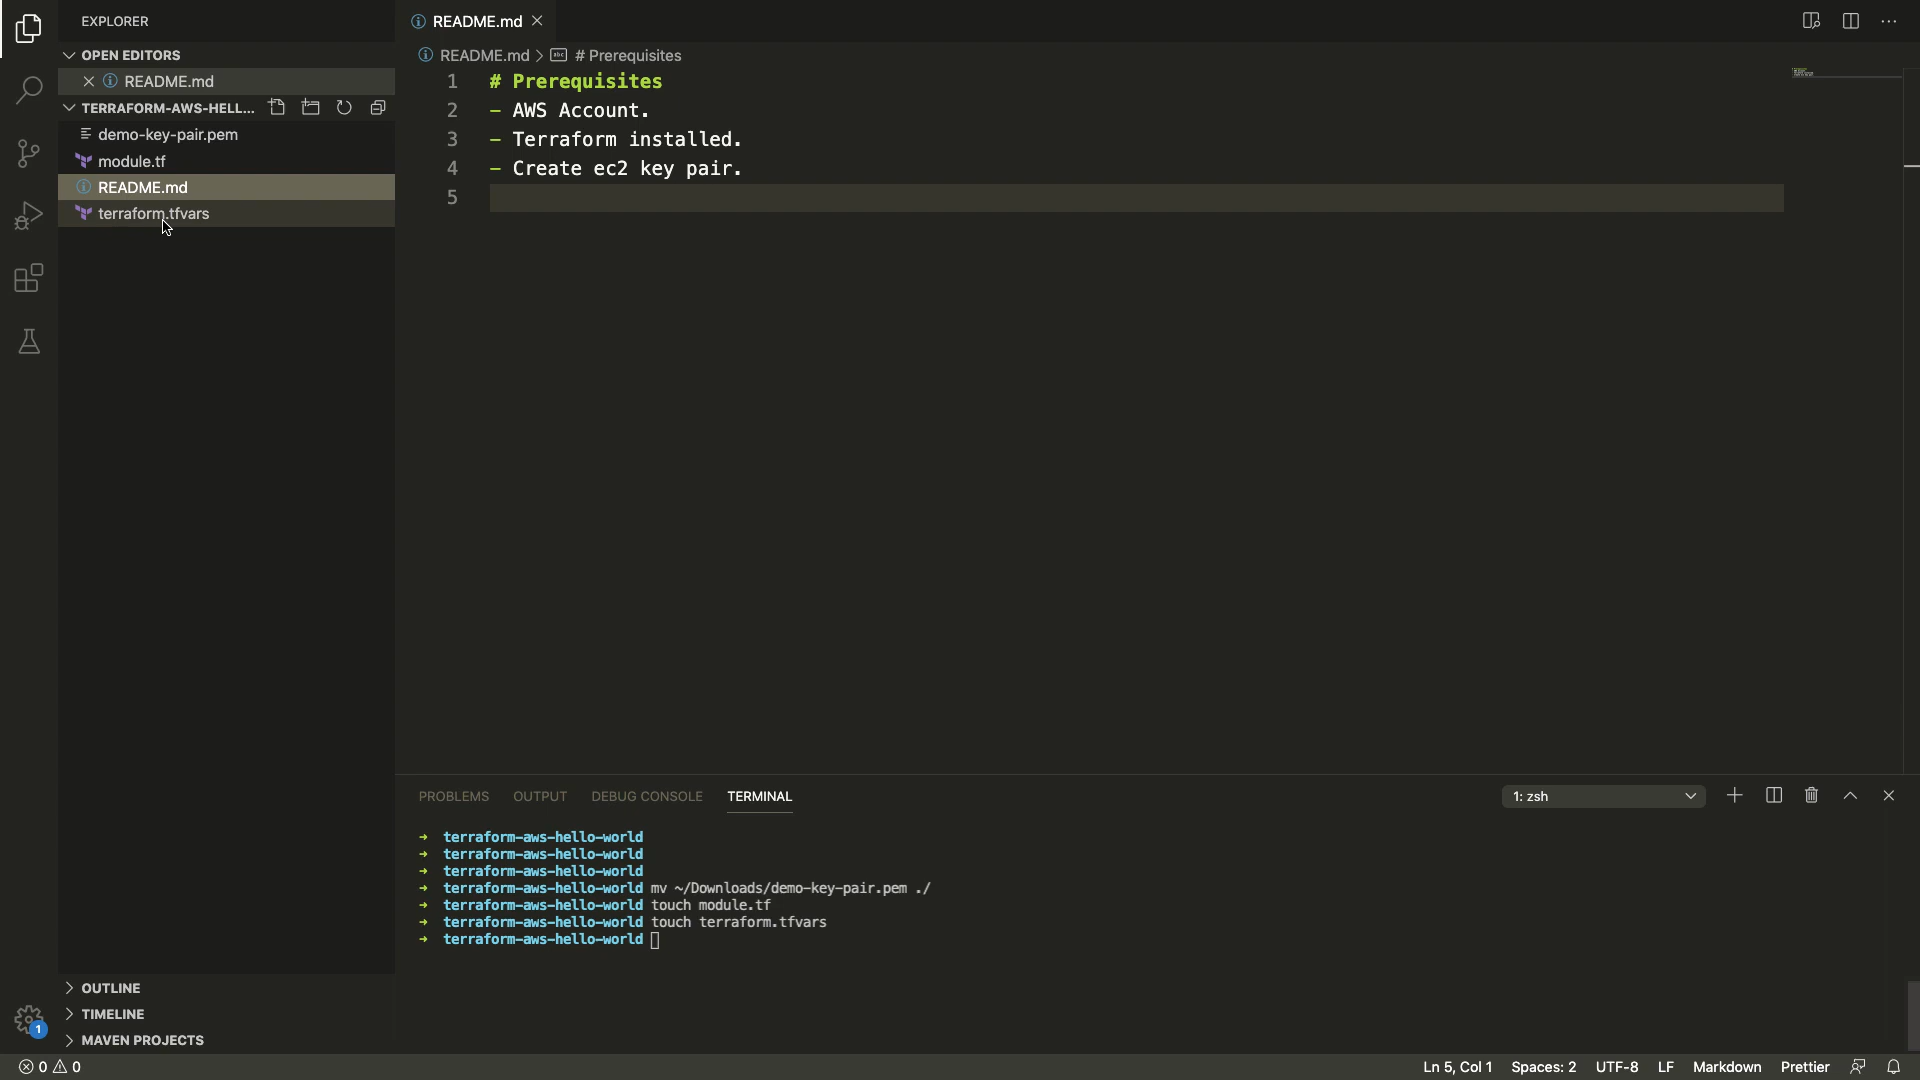 EXPLORER
OPEN EDITORS
README.md
TERRAFORM-AWS-HELL...
demo-key-pair.pem
module.tf
README.md
terraform.tfvars
OUTLINE
TIMELINE
MAVEN PROJECTS
1
README.md
README.md > # Prerequisites
1 # Prerequisites
2 - AWS Account.
3 - Terraform installed.
4 - Create ec2 key pair.
5
PROBLEMS OUTPUT DEBUG CONSOLE TERMINAL
1: zsh
→ terraform-aws-hello-world
→ terraform-aws-hello-world
→ terraform-aws-hello-world
→ terraform-aws-hello-world mv ~/Downloads/demo-key-pair.pem ./
→ terraform-aws-hello-world touch module.tf
→ terraform-aws-hello-world touch terraform.tfvars
→ terraform-aws-hello-world
0 0 Ln 5, Col 1 Spaces: 2 UTF-8 LF Markdown Prettier